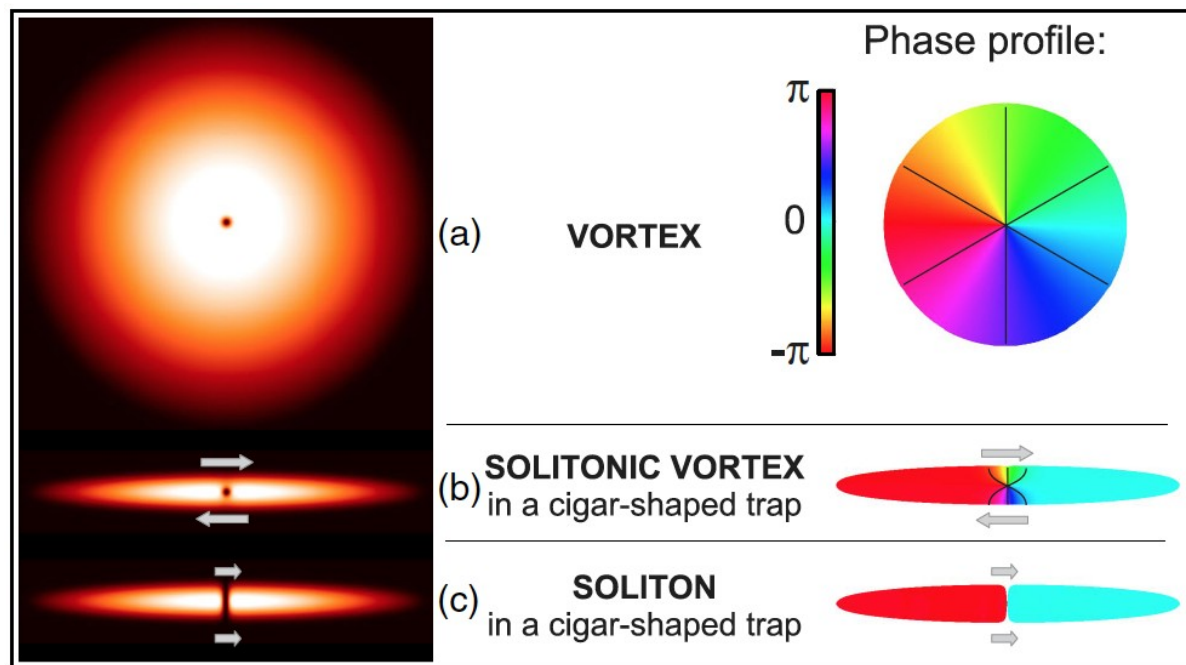 Phase profile:
π
0
-π
(a) VORTEX
(b) SOLITONIC VORTEX
in a cigar-shaped trap
(c) SOLITON
in a cigar-shaped trap